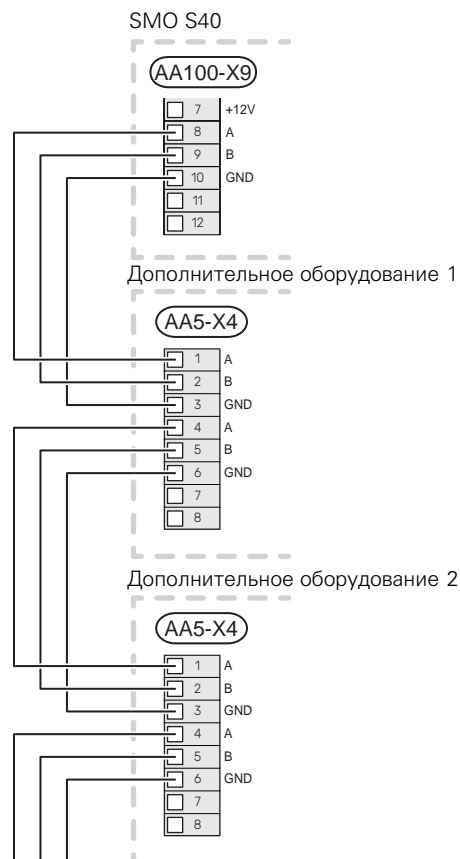 SMO S40
AA100-X9
7 +12V
8 A
9 B
10 GND
11
12
Дополнительное оборудование 1
AA5-X4
1 A
2 B
3 GND
4 A
5 B
6 GND
7
8
Дополнительное оборудование 2
AA5-X4
1 A
2 B
3 GND
4 A
5 B
6 GND
7
8